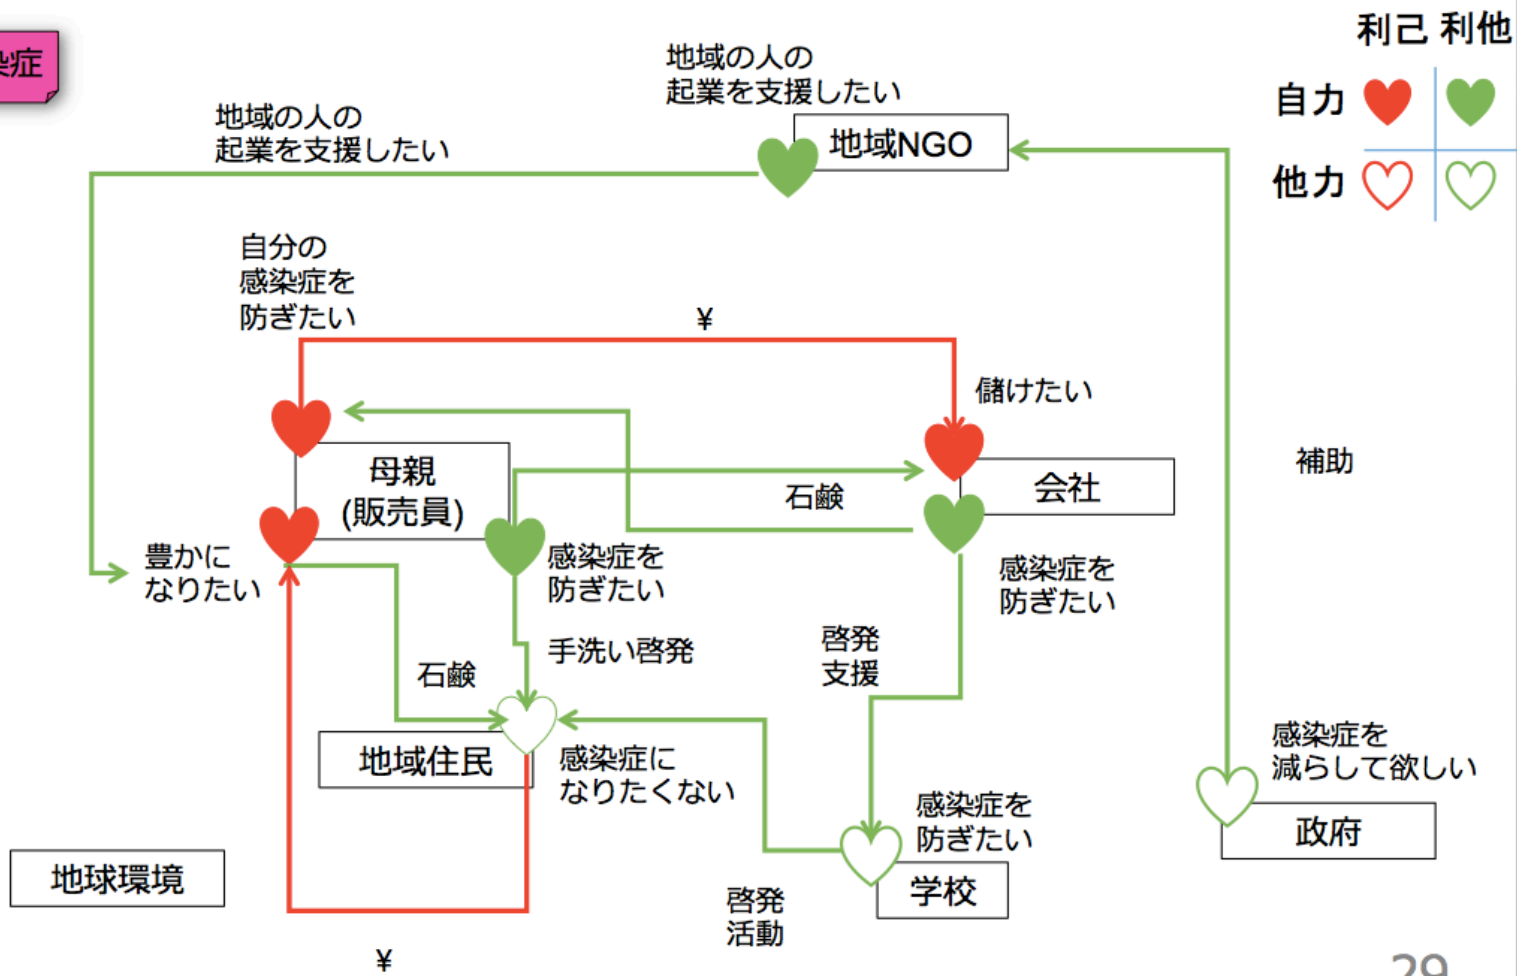 染症
利己 利他
自力
他力
地域の人の
起業を支援したい
地域NGO
地域の人の
起業を支援したい
自分の
感染症を
防ぎたい
¥
儲けたい
母親
(販売員)
石鹸
会社
補助
豊かに
なりたい
感染症を
防ぎたい
感染症を
防ぎたい
手洗い啓発
啓発
支援
石鹸
地域住民
感染症に
なりたくない
感染症を
減らして欲しい
政府
感染症を
防ぎたい
学校
地球環境
啓発
活動
¥
29